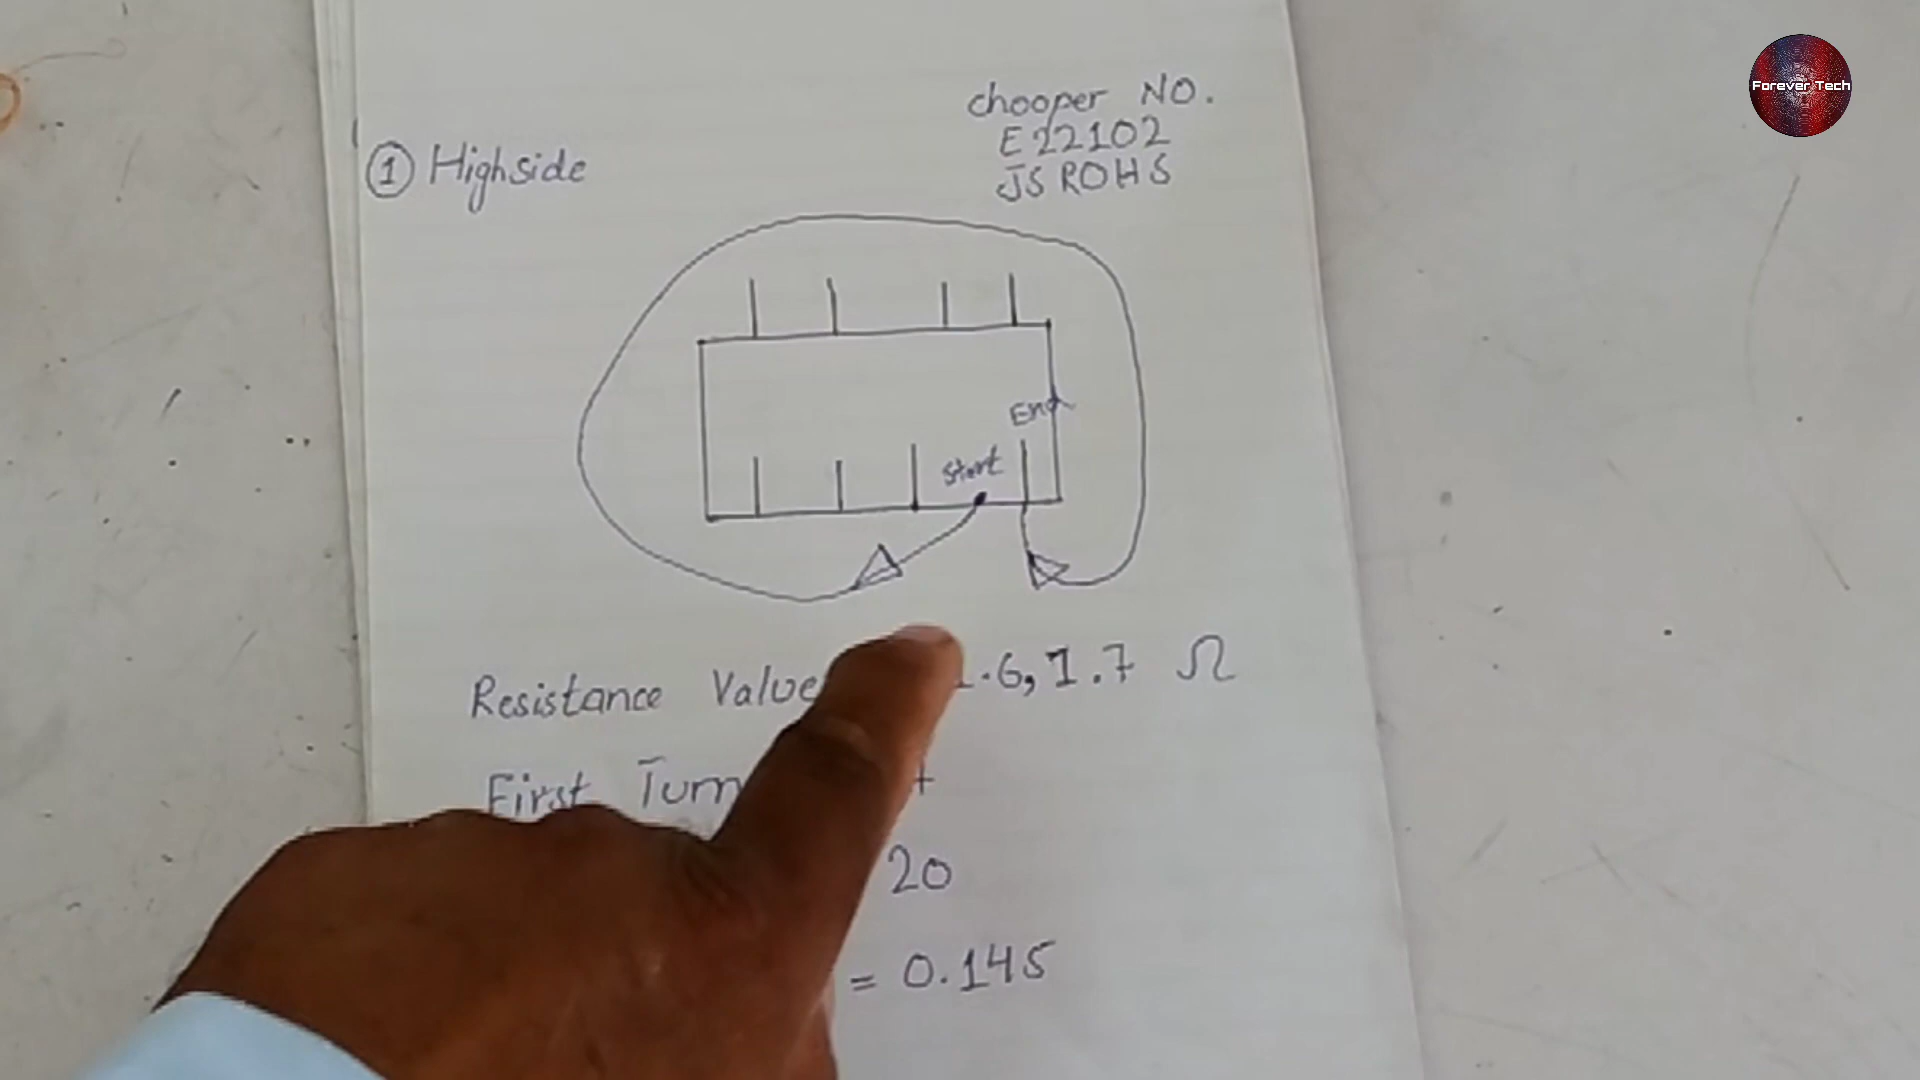 Forever Tech
chooper NO.
E22102
JS ROHS
① Highside
End
Start
Resistance Value 1.6, 1.7 Ω
First Turn
20
= 0.145